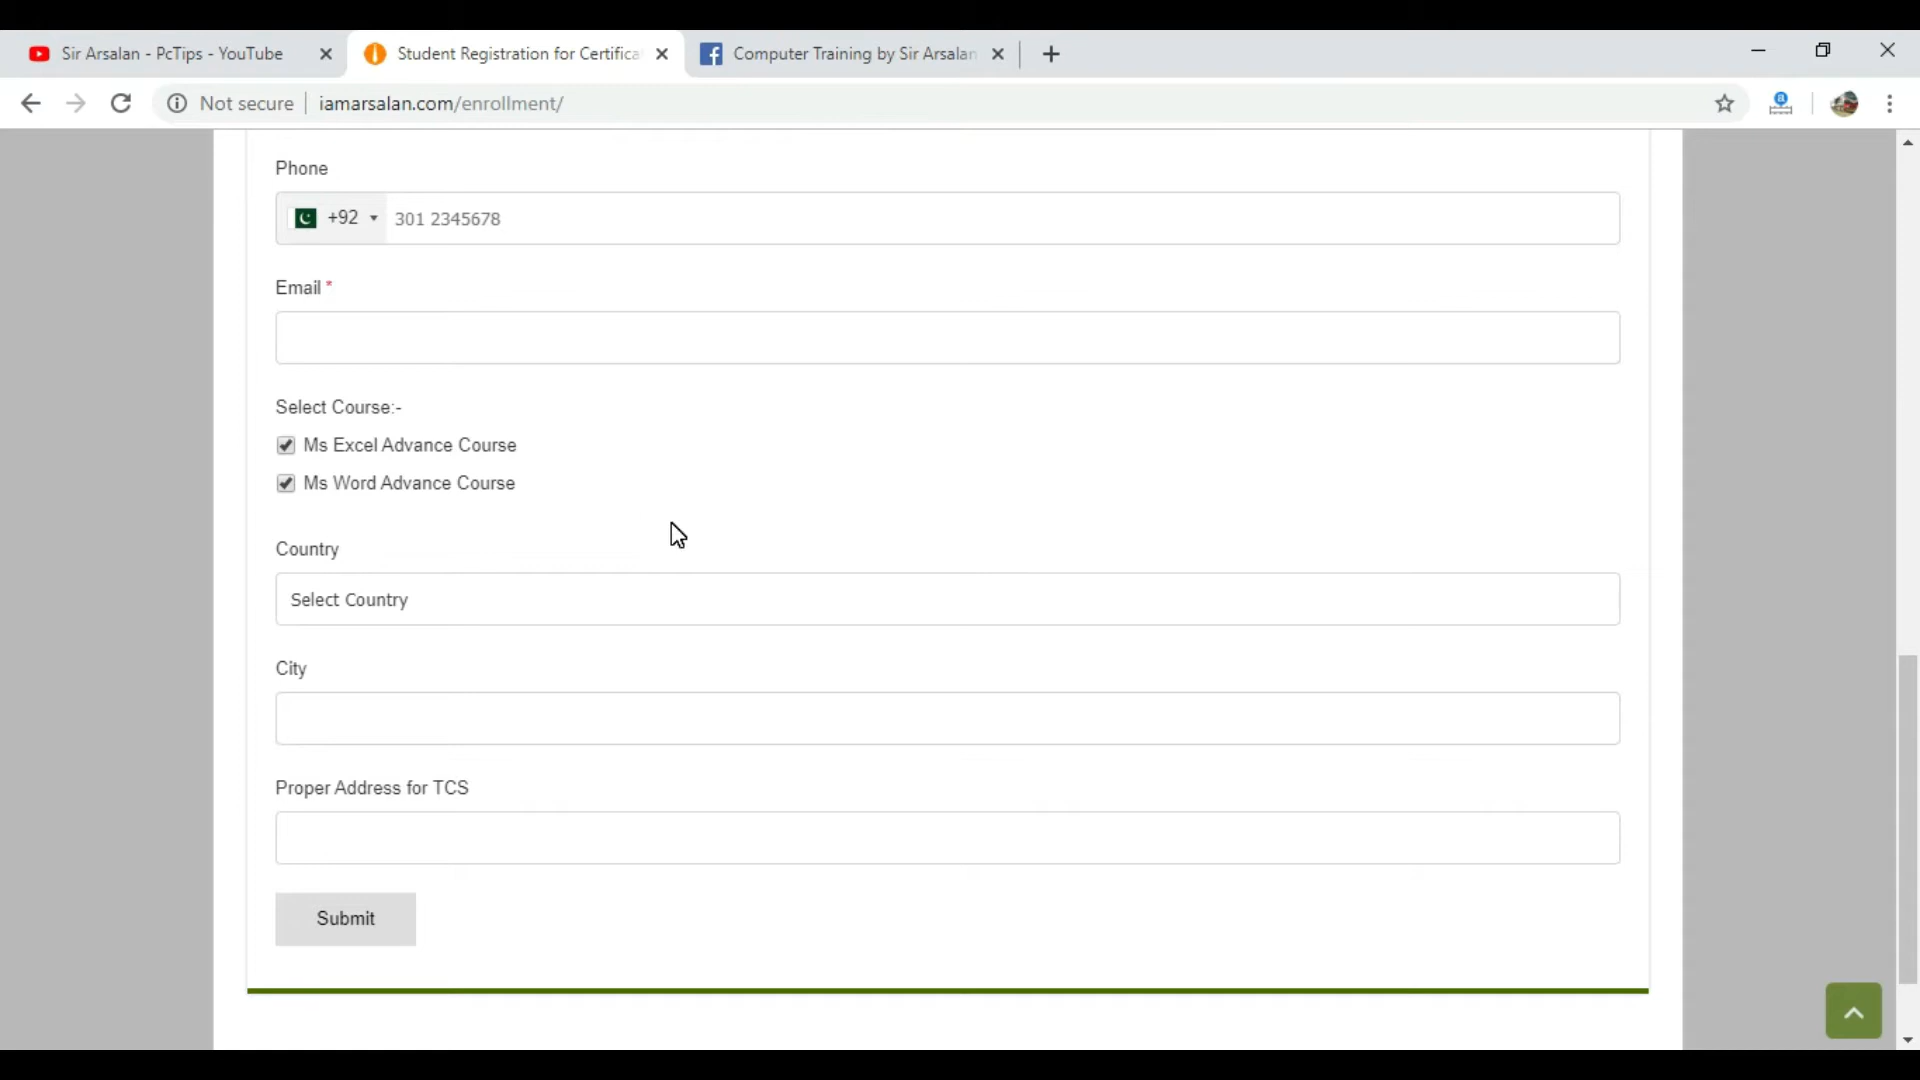 Sir Arsalan - PcTips - YouTube
Student Registration for Certifica
Computer Training by Sir Arsalan
Not secure
iamarsalan.com/enrollment/
Phone
+92
301 2345678
Email *
Select Course:-
Ms Excel Advance Course
Ms Word Advance Course
Country
Select Country
City
Proper Address for TCS
Submit